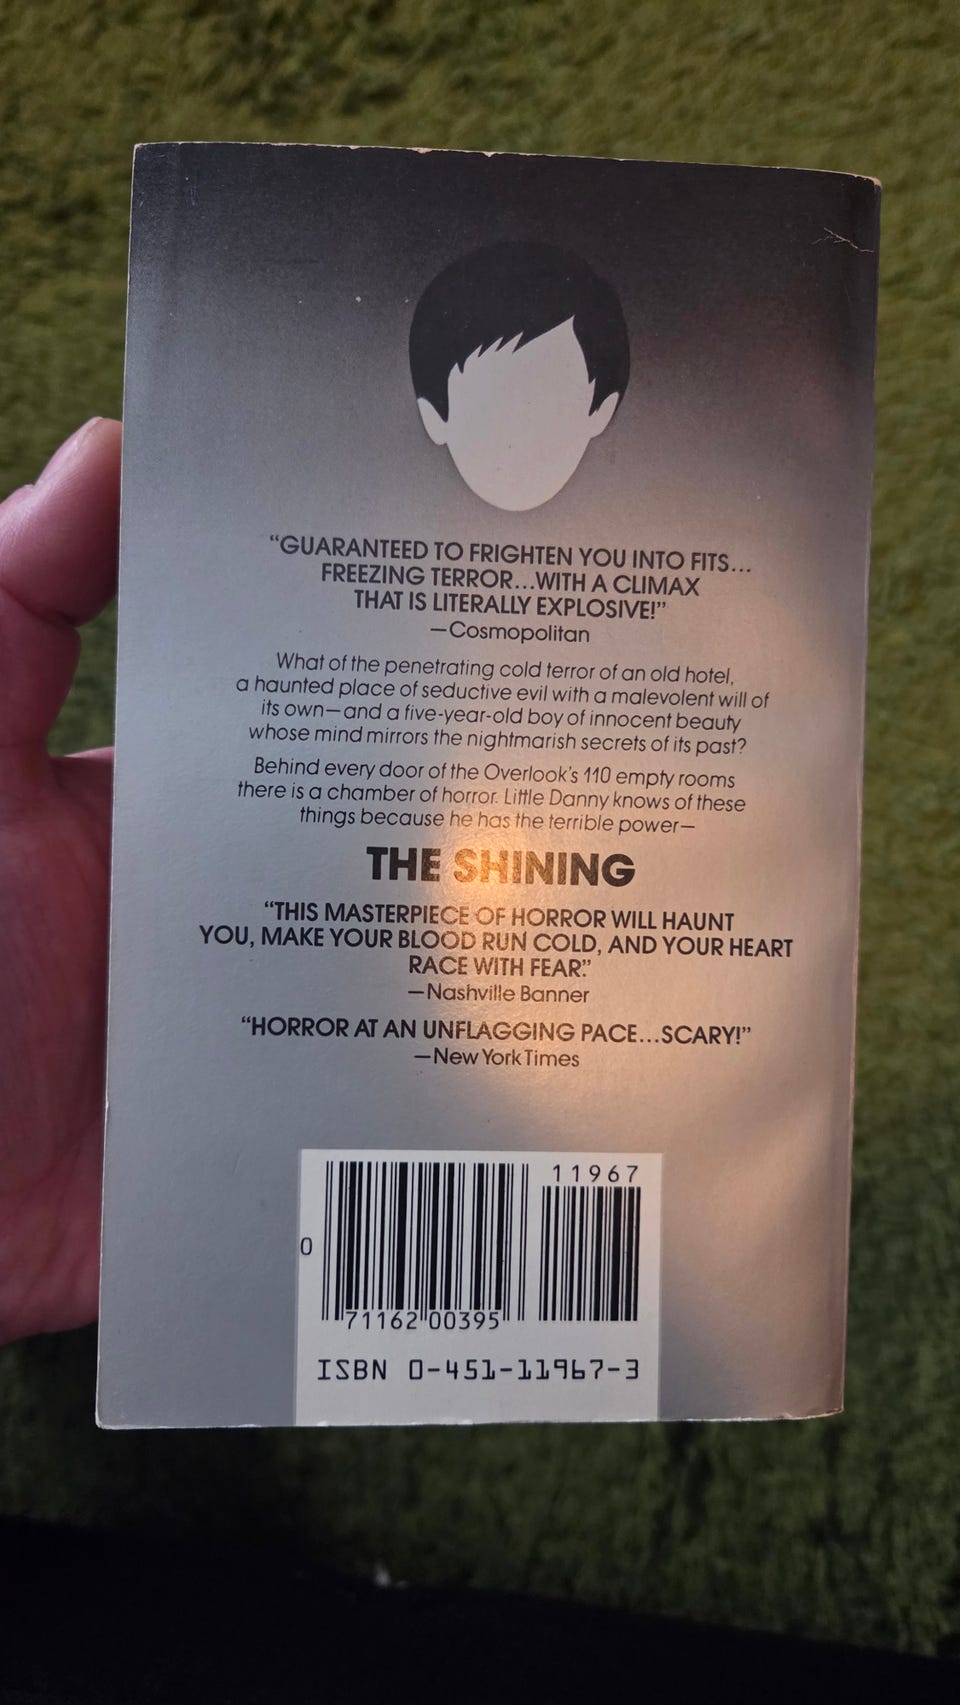 “GUARANTEED TO FRIGHTEN YOU INTO FITS...
FREEZING TERROR...WITH A CLIMAX
THAT IS LITERALLY EXPLOSIVE!”
—Cosmopolitan
What of the penetrating cold terror of an old hotel,
a haunted place of seductive evil with a malevolent will of
its own—and a five-year-old boy of innocent beauty
whose mind mirrors the nightmarish secrets of its past?
Behind every door of the Overlook’s 110 empty rooms
there is a chamber of horror. Little Danny knows of these
things because he has the terrible power—
THE SHINING
“THIS MASTERPIECE OF HORROR WILL HAUNT
YOU, MAKE YOUR BLOOD RUN COLD, AND YOUR HEART
RACE WITH FEAR.”
—Nashville Banner
“HORROR AT AN UNFLAGGING PACE...SCARY!”
—New York Times
11967
0
71162 00395
ISBN 0-451-11967-3